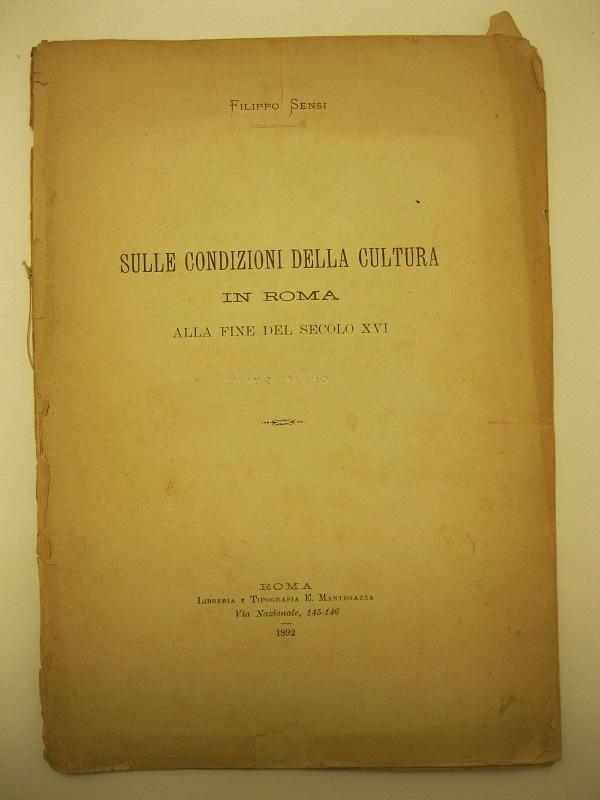 Filippo Sensi
SULLE CONDIZIONI DELLA CULTURA
IN ROMA
ALLA FINE DEL SECOLO XVI
ROMA
Libreria e Tipografia E. Mantegazza
Via Nazionale, 145-146
1892